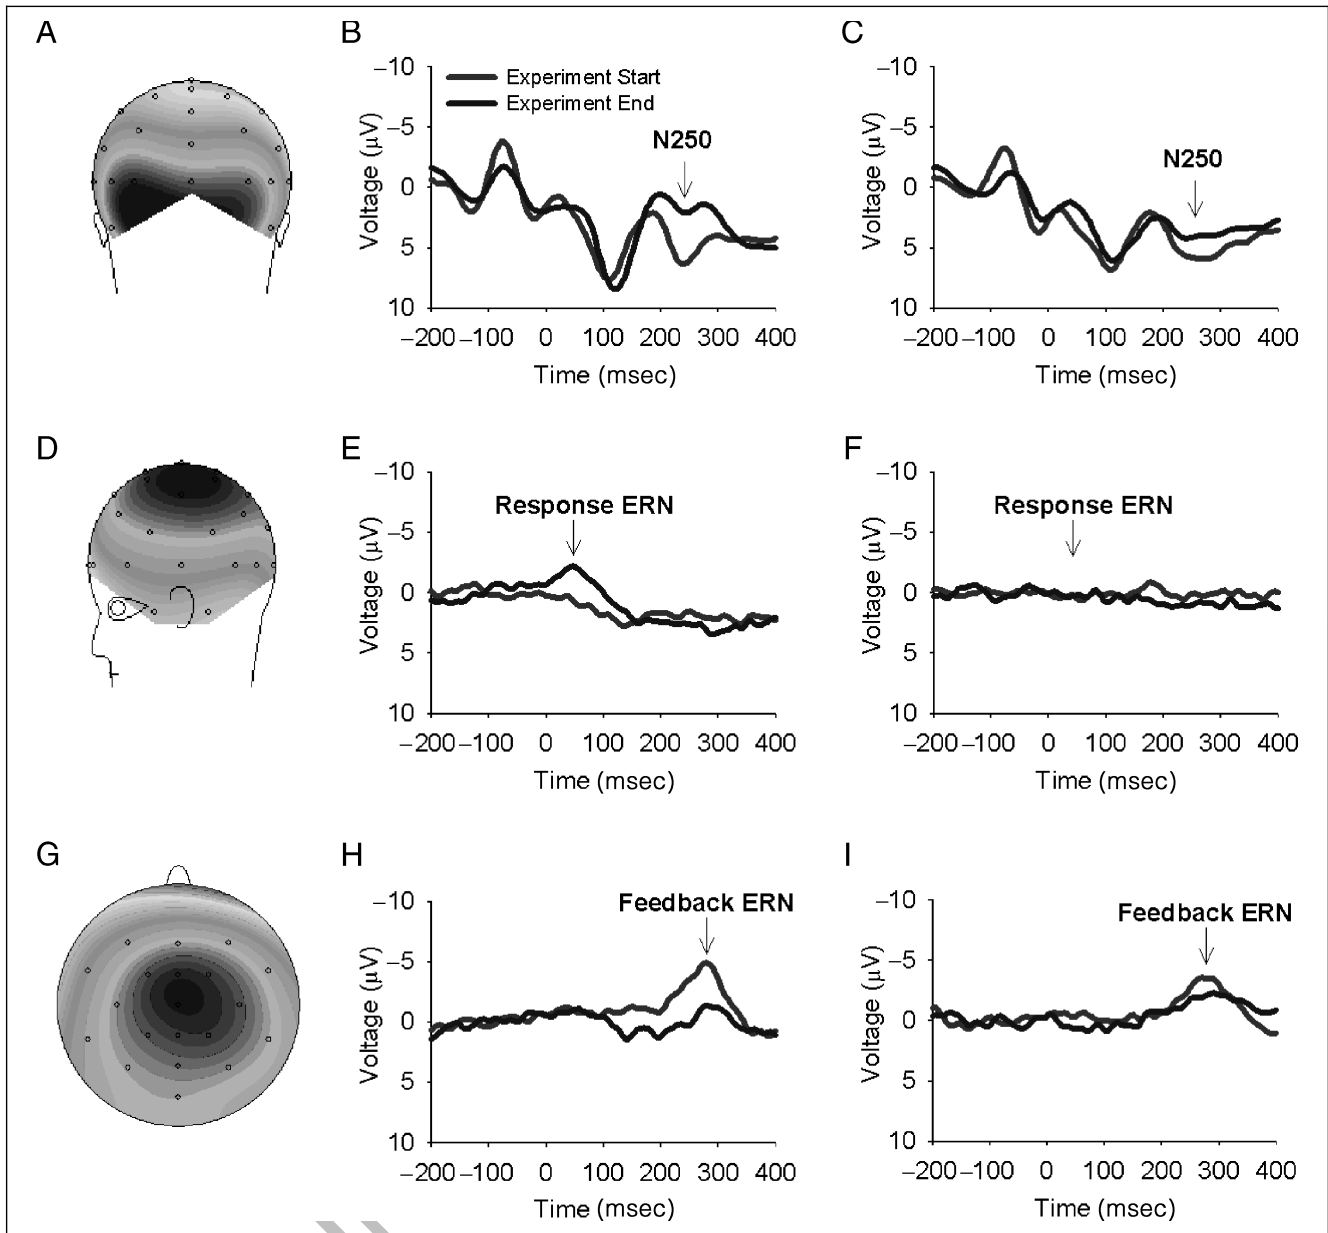 A
B
C
–10
–5
0
5
10
Voltage (µV)
Experiment Start
Experiment End
N250
–200 –100 0 100 200 300 400
Time (msec)
–10
–5
0
5
10
Voltage (µV)
N250
–200 –100 0 100 200 300 400
Time (msec)
D
E
F
–10
–5
0
5
10
Voltage (µV)
Response ERN
–200 –100 0 100 200 300 400
Time (msec)
–10
–5
0
5
10
Voltage (µV)
Response ERN
–200 –100 0 100 200 300 400
Time (msec)
G
H
I
–10
–5
0
5
10
Voltage (µV)
Feedback ERN
–200 –100 0 100 200 300 400
Time (msec)
–10
–5
0
5
10
Voltage (µV)
Feedback ERN
–200 –100 0 100 200 300 400
Time (msec)